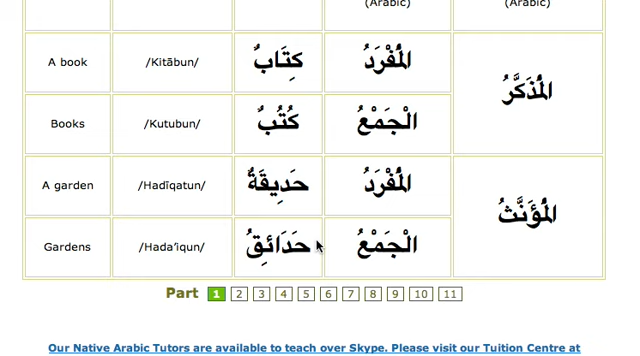 (Arabic) (Arabic)
A book /Kitābun/ كِتَابٌ الْمُفْرَدُ الْمُذَكَّرُ
Books /Kutubun/ كُتُبٌ الْجَمْعُ
A garden /Hadīqatun/ حَدِيقَةٌ الْمُفْرَدُ الْمُؤَنَّثُ
Gardens /Hada’iqun/ حَدَائِقُ الْجَمْعُ
Part 1 2 3 4 5 6 7 8 9 10 11
Our Native Arabic Tutors are available to teach over Skype. Please visit our Tuition Centre at